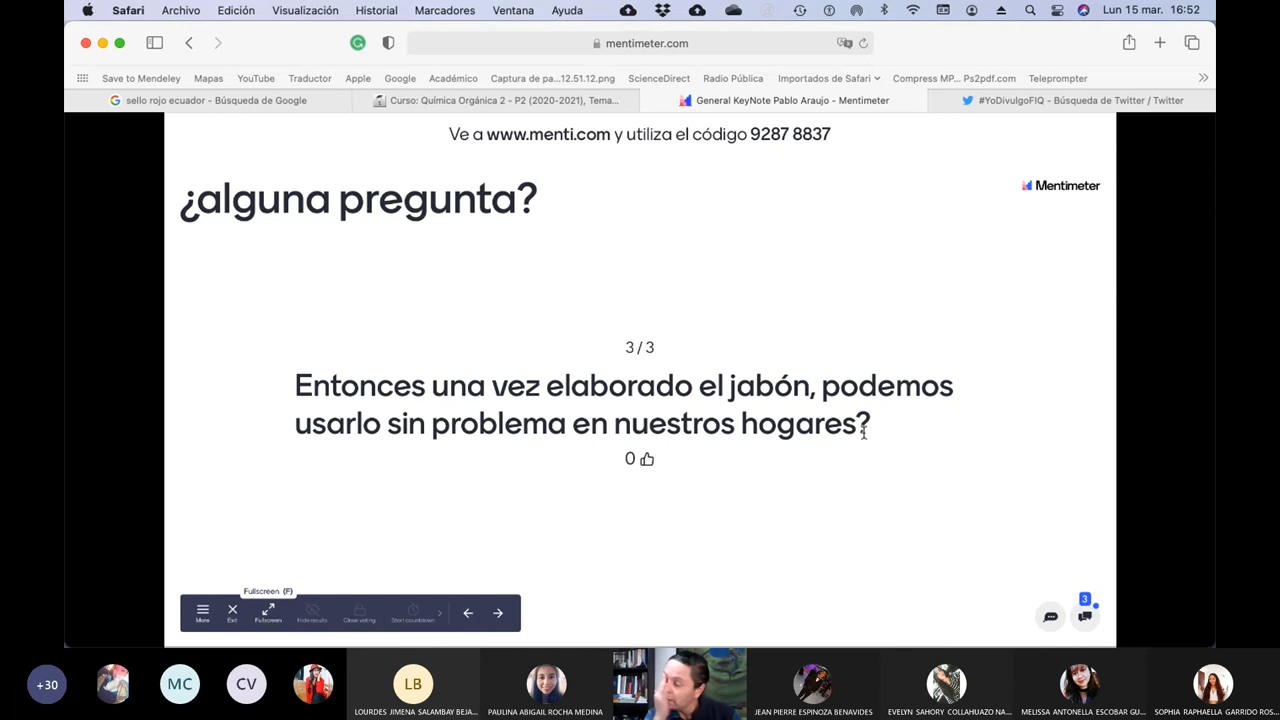 Safari Archivo Edición Visualización Historial Marcadores Ventana Ayuda Lun 15 mar. 16:52
mentimeter.com
Save to Mendeley Mapas YouTube Traductor Apple Google Académico Captura de pa...12.51.12.png ScienceDirect Radio Pública Importados de Safari Compress MP... Ps2pdf.com Teleprompter
sello rojo ecuador - Búsqueda de Google Curso: Química Orgánica 2 - P2 (2020-2021), Tema... General KeyNote Pablo Araujo - Mentimeter #YoDivulgoFIQ - Búsqueda de Twitter / Twitter
Ve a www.menti.com y utiliza el código 9287 8837
Mentimeter
¿alguna pregunta?
3 / 3
Entonces una vez elaborado el jabón, podemos
usarlo sin problema en nuestros hogares?
0
Fullscreen (F)
3
More Exit Fullscreen Hide results Close voting Start countdown
+30 MC CV LB
LOURDES JIMENA SALAMBAY BEJA... PAULINA ABIGAIL ROCHA MEDINA JEAN PIERRE ESPINOZA BENAVIDES EVELYN SAHORY COLLAHUAZO NA... MELISSA ANTONELLA ESCOBAR GU... SOPHIA RAPHAELLA GARRIDO ROS...